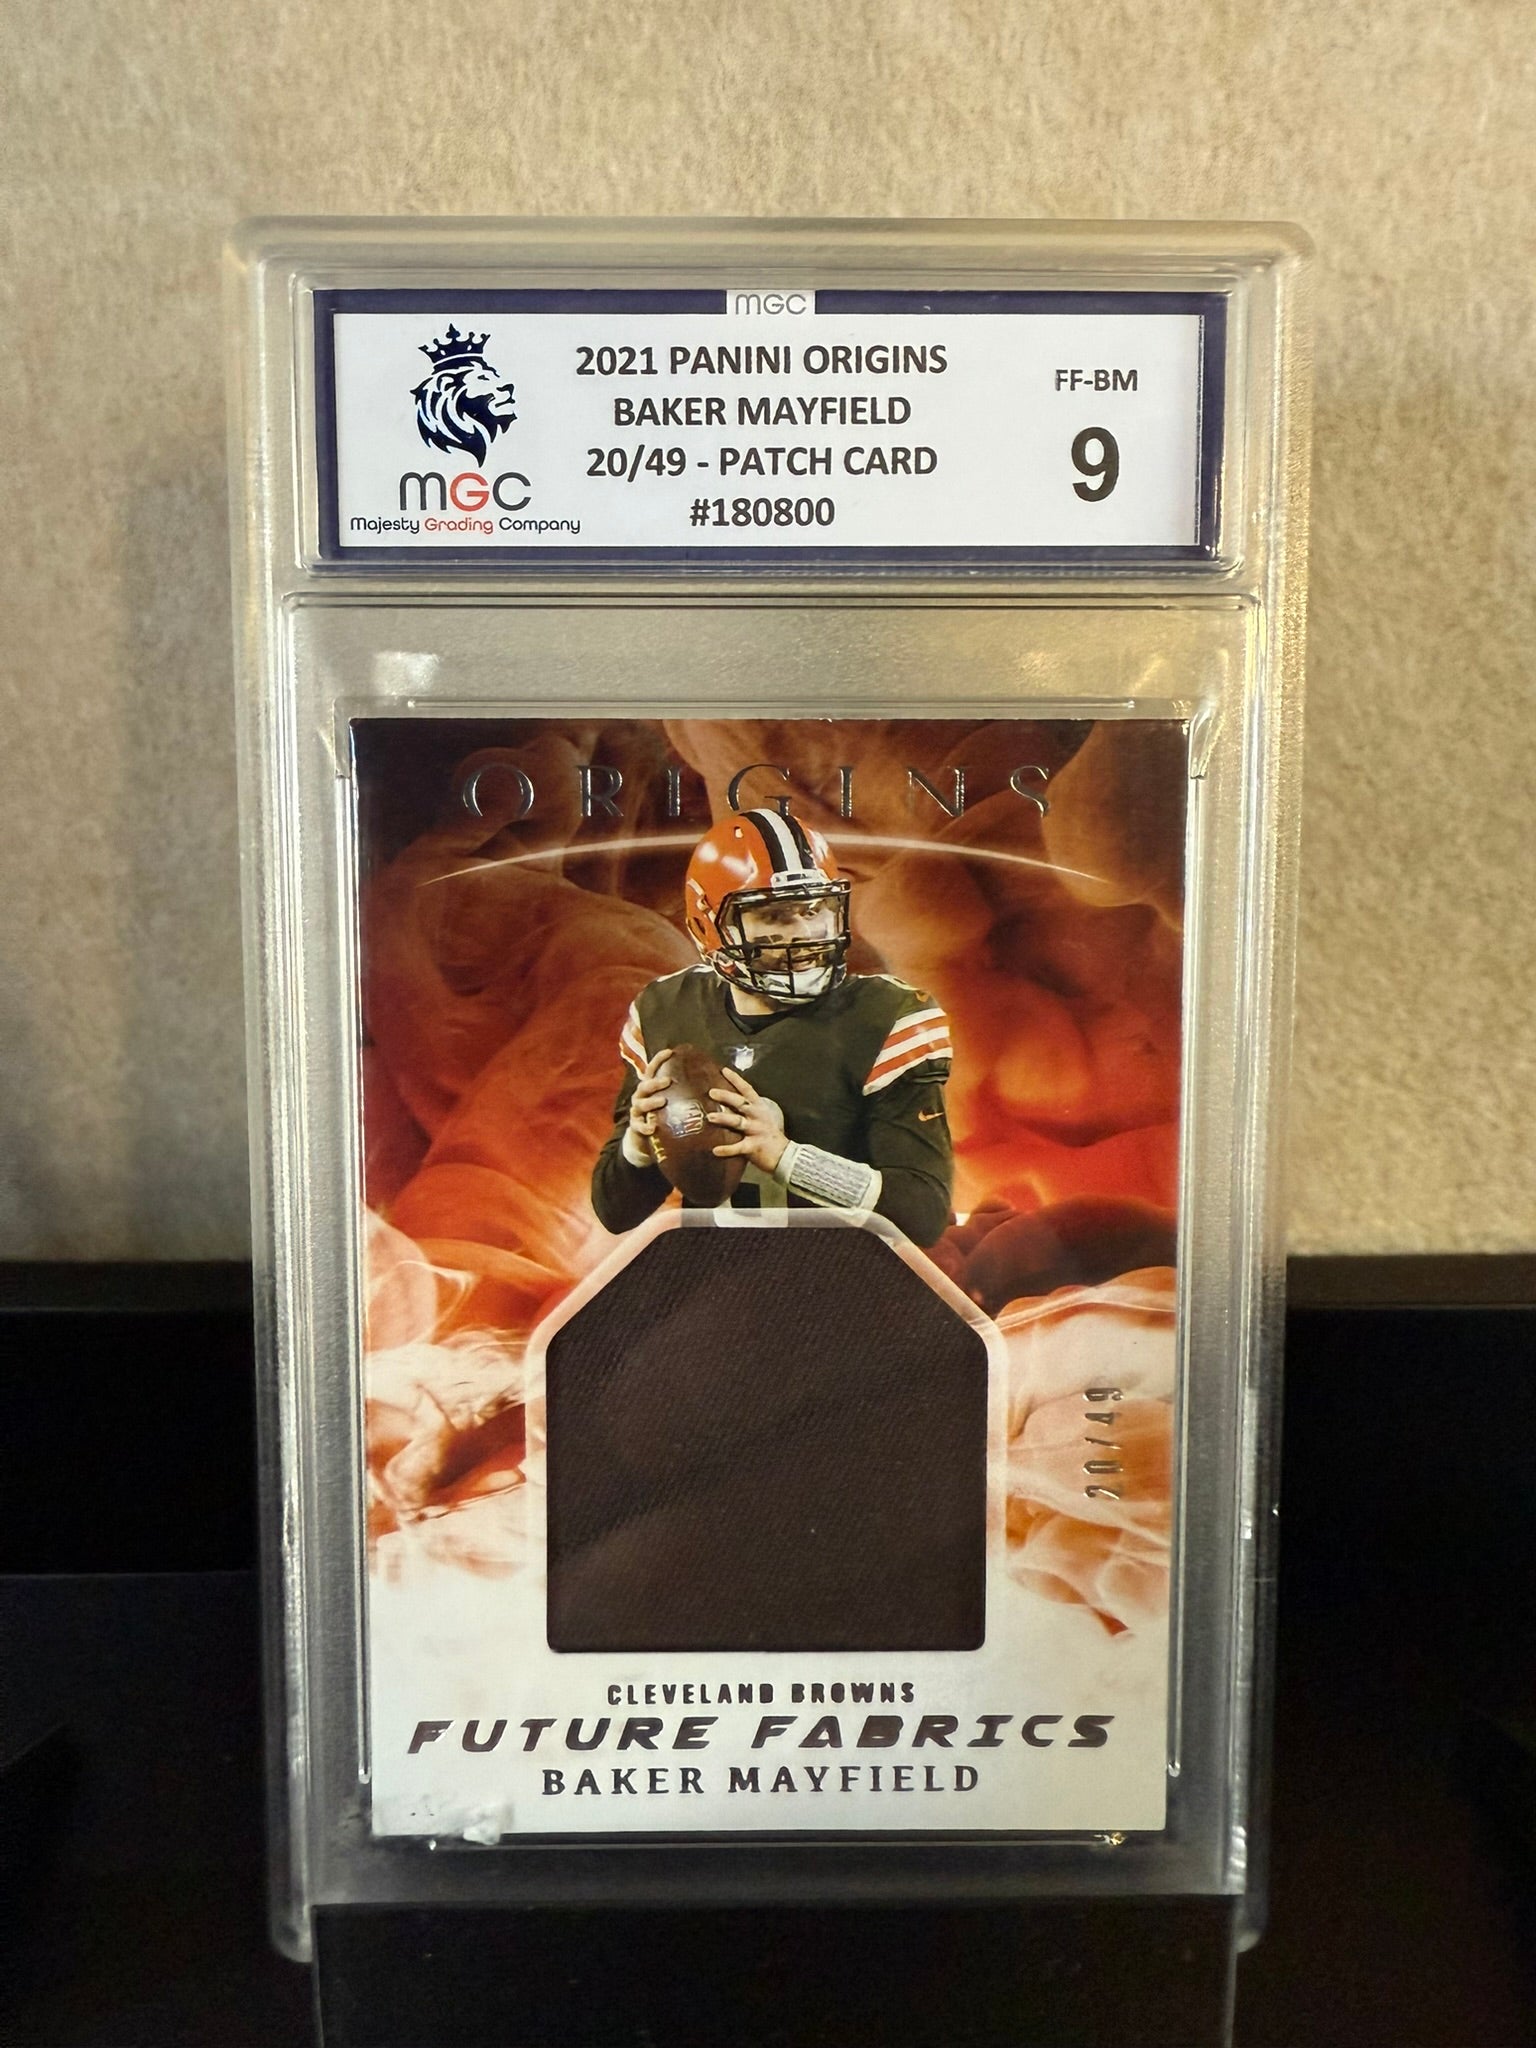 MGC
2021 PANINI ORIGINS
BAKER MAYFIELD
20/49 - PATCH CARD
#180800
FF-BM
9
MGC
Majesty Grading Company
ORIGINS
20/49
CLEVELAND BROWNS
FUTURE FABRICS
BAKER MAYFIELD